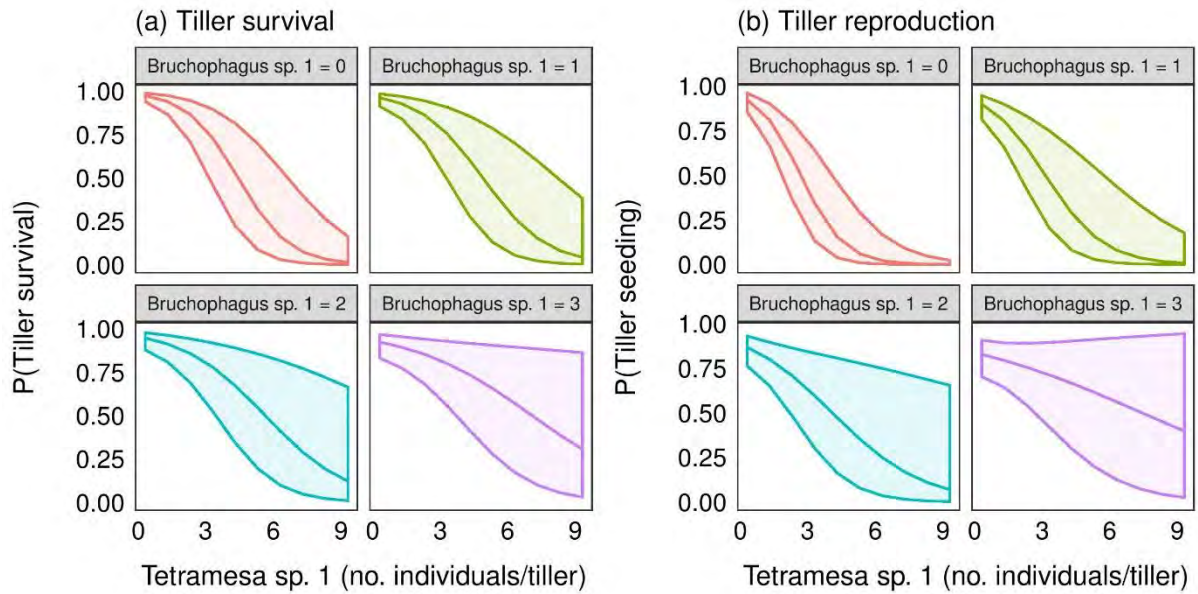 (a) Tiller survival
Bruchophagus sp. 1 = 0
Bruchophagus sp. 1 = 1
1.00
0.75
0.50
0.25
0.00
Bruchophagus sp. 1 = 2
Bruchophagus sp. 1 = 3
1.00
0.75
0.50
0.25
0.00
P(Tiller survival)
0 3 6 9 0 3 6 9
Tetramesa sp. 1 (no. individuals/tiller)
(b) Tiller reproduction
Bruchophagus sp. 1 = 0
Bruchophagus sp. 1 = 1
1.00
0.75
0.50
0.25
0.00
Bruchophagus sp. 1 = 2
Bruchophagus sp. 1 = 3
1.00
0.75
0.50
0.25
0.00
P(Tiller seeding)
0 3 6 9 0 3 6 9
Tetramesa sp. 1 (no. individuals/tiller)